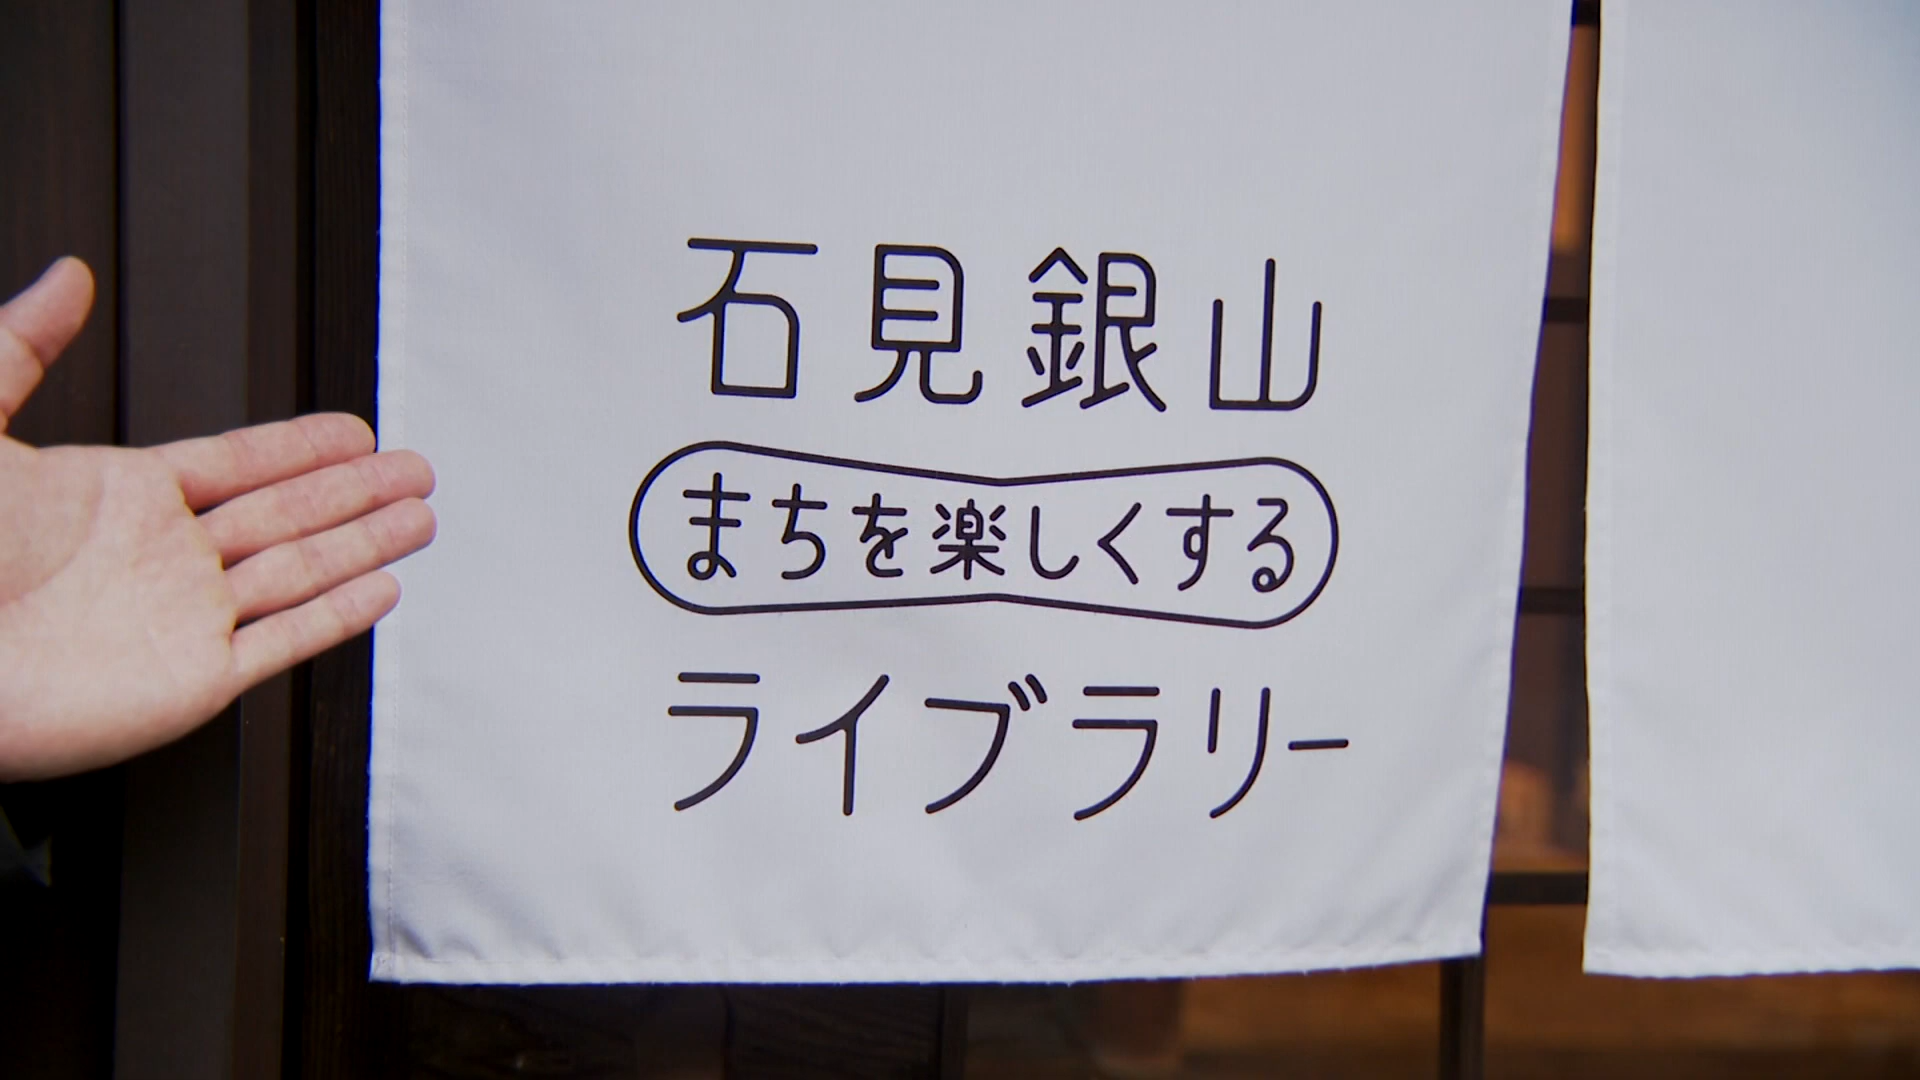 石見銀山
まちを楽しくする
ライブラリー